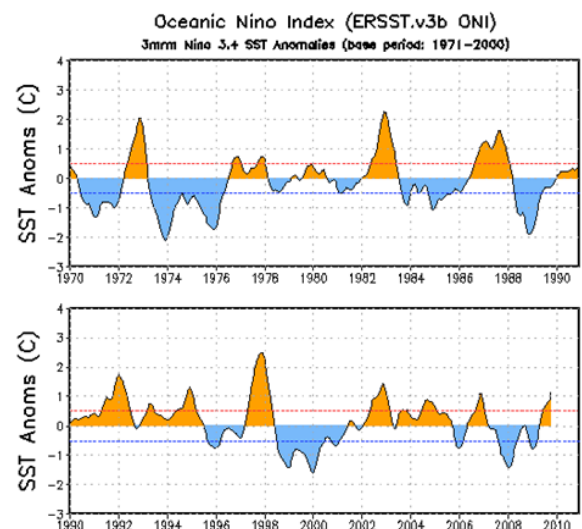 Oceanic Nino Index (ERSST.v3b ONI)
3mrm Nino 3.4 SST Anomalies (base period: 1971-2000)
SST Anoms (C)
4
3
2
1
0
-1
-2
-3
1970 1972 1974 1976 1978 1980 1982 1984 1986 1988 1990
SST Anoms (C)
4
3
2
1
0
-1
-2
-3
1990 1992 1994 1996 1998 2000 2002 2004 2006 2008 2010